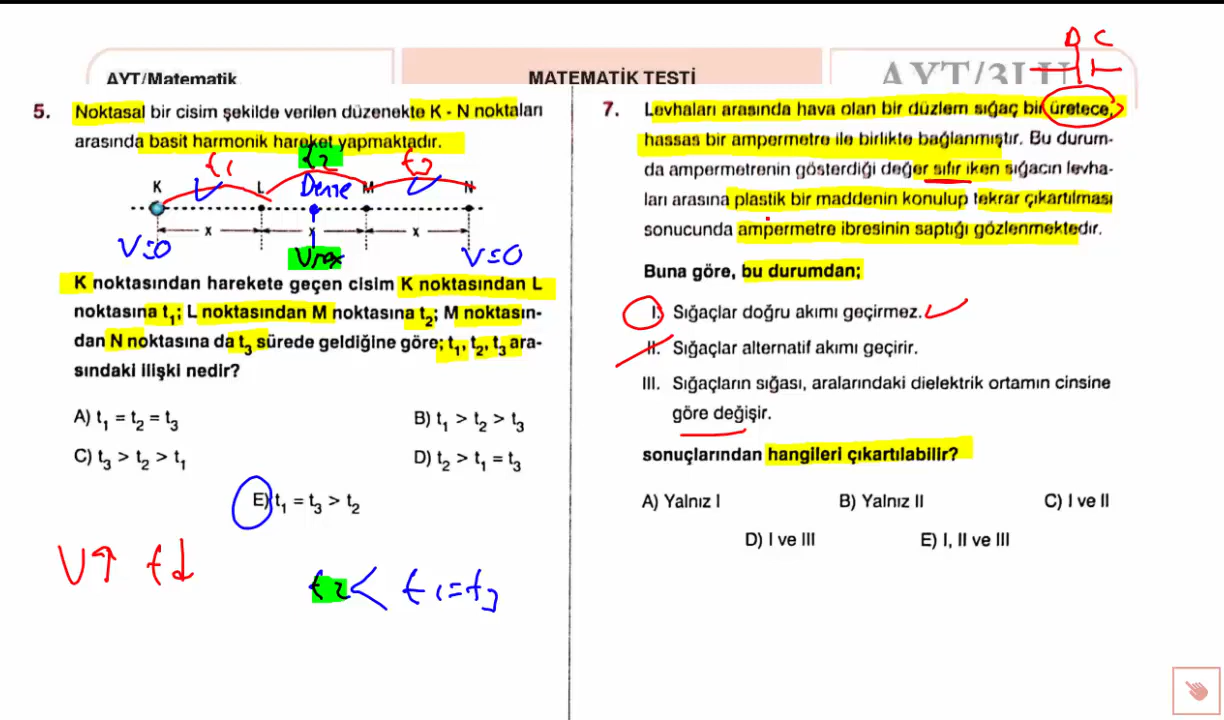 AYT/Matematik
MATEMATİK TESTİ
AYT/3LU
D C
5. Noktasal bir cisim şekilde verilen düzenekte K - N noktaları
arasında basit harmonik hareket yapmaktadır.
t1 t2 t3
K L Denge M N
x x x
V=0 Vmax V=0
K noktasından harekete geçen cisim K noktasından L
noktasına t₁; L noktasından M noktasına t₂; M noktasın-
dan N noktasına da t₃ sürede geldiğine göre; t₁, t₂, t₃ ara-
sındaki ilişki nedir?
A) t₁ = t₂ = t₃ B) t₁ > t₂ > t₃
C) t₃ > t₂ > t₁ D) t₂ > t₁ = t₃
E) t₁ = t₃ > t₂
V↑ t↓
t2 < t1=t3
7. Levhaları arasında hava olan bir düzlem sığaç bir üretece,
hassas bir ampermetre ile birlikte bağlanmıştır. Bu durum-
da ampermetrenin gösterdiği değer sıfır iken sığacın levha-
ları arasına plastik bir maddenin konulup tekrar çıkartılması
sonucunda ampermetre ibresinin saptığı gözlenmektedır.
Buna göre, bu durumdan;
I. Sığaçlar doğru akımı geçirmez.
II. Sığaçlar alternatif akımı geçirir.
III. Sığaçların sığası, aralarındaki dielektrik ortamın cinsine
göre değişir.
sonuçlarından hangileri çıkartılabilir?
A) Yalnız I B) Yalnız II C) I ve II
D) I ve III E) I, II ve III